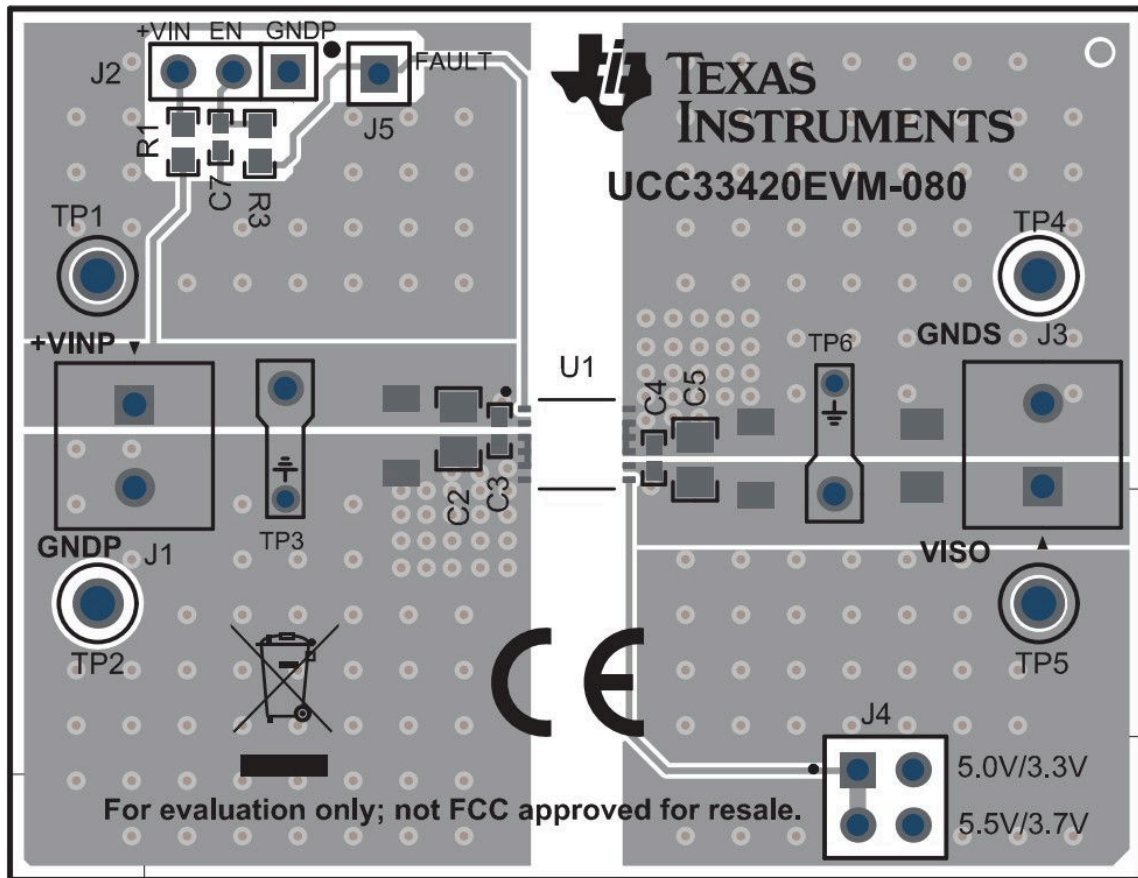 +VIN EN GNDP
J2
FAULT
J5
R1
C7
R3
TEXAS
INSTRUMENTS
UCC33420EVM-080
TP1
TP4
+VINP
GNDS
J3
TP6
U1
C4
C5
C2
C3
TP3
GNDP
J1
VISO
TP2
TP5
CE
J4
5.0V/3.3V
5.5V/3.7V
For evaluation only; not FCC approved for resale.